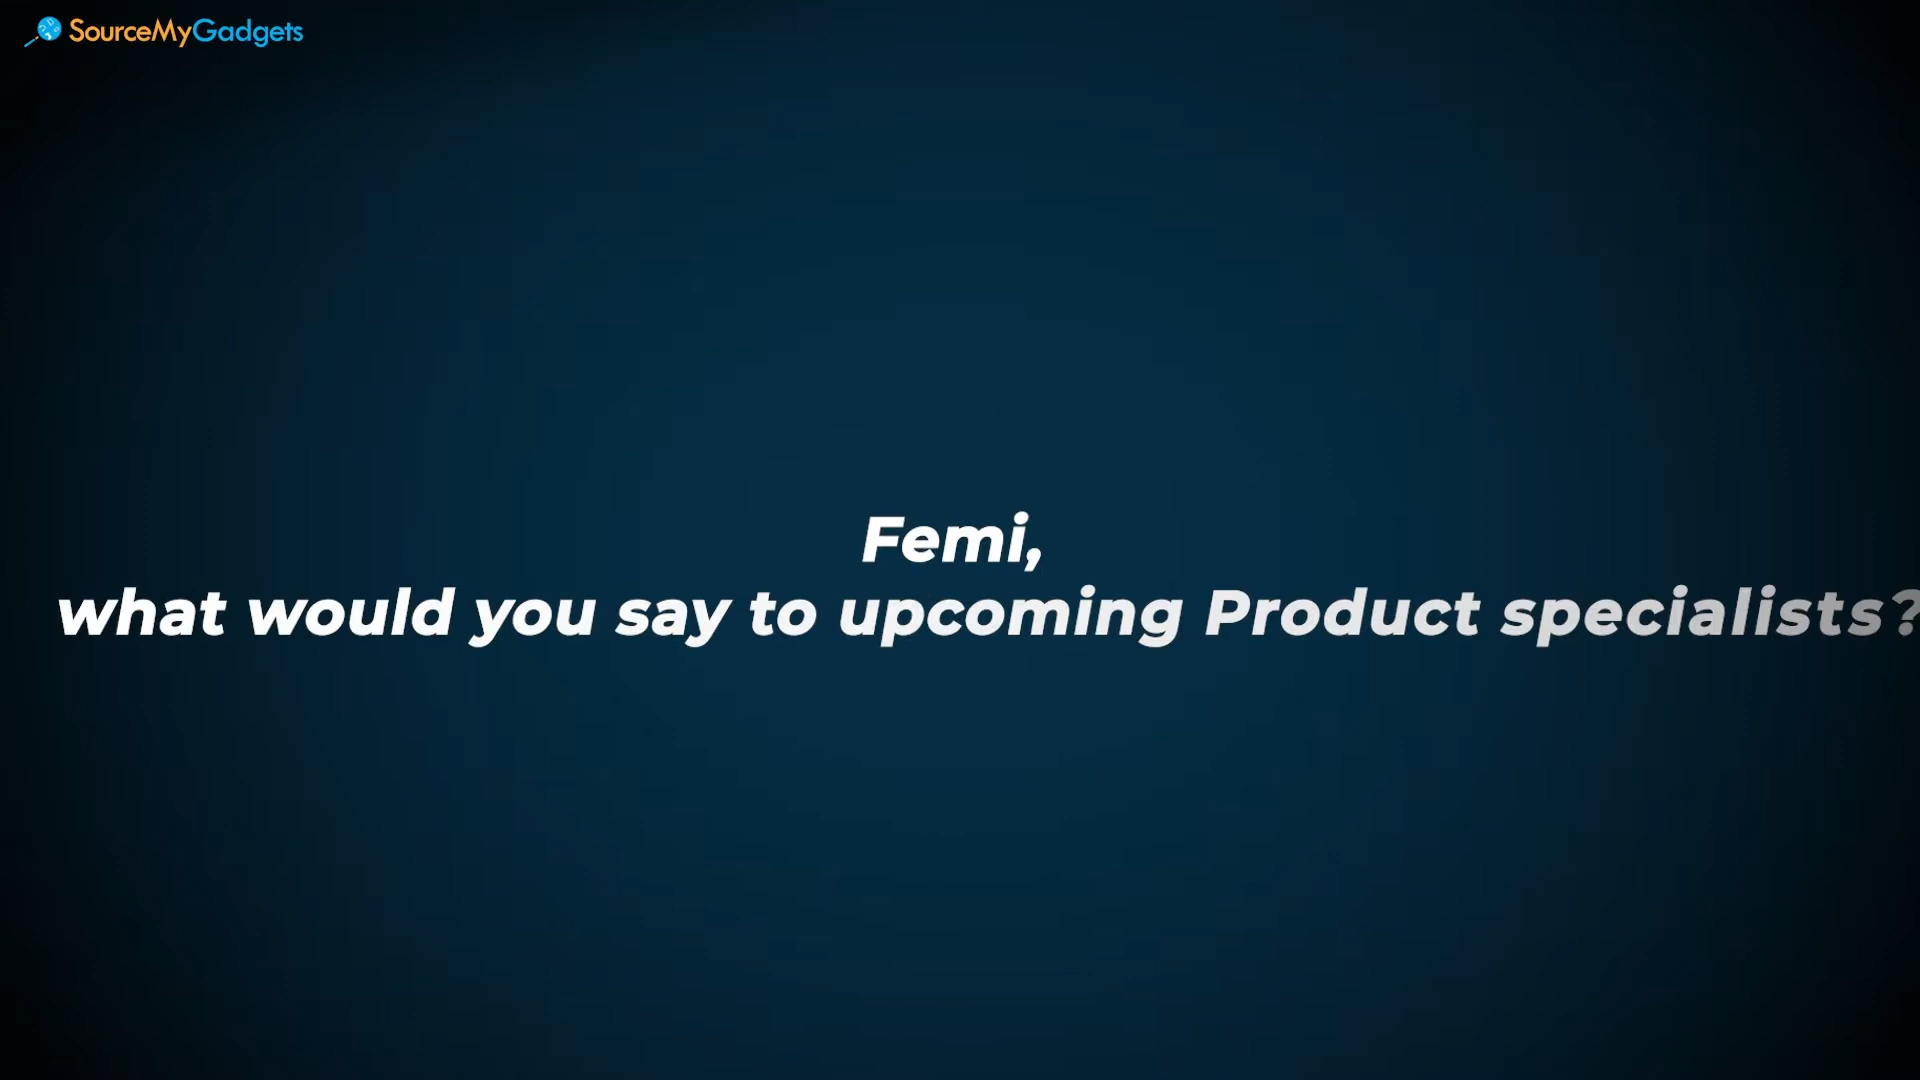 SourceMyGadgets
Femi,
what would you say to upcoming Product specialists?